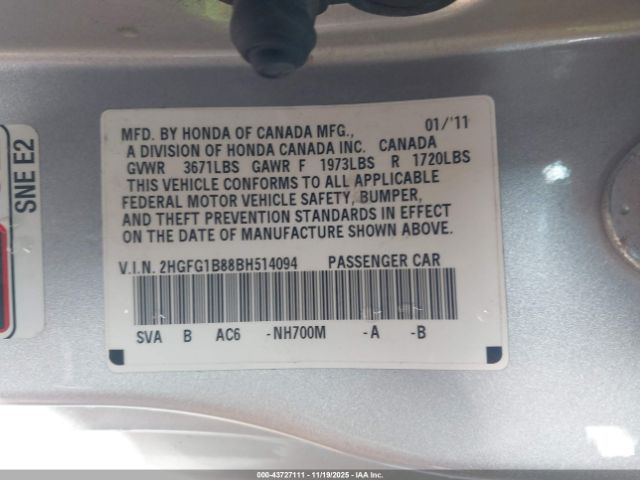 MFD. BY HONDA OF CANADA MFG., 01/'11
A DIVISION OF HONDA CANADA INC. CANADA
GVWR 3671LBS GAWR F 1973LBS R 1720LBS
THIS VEHICLE CONFORMS TO ALL APPLICABLE
FEDERAL MOTOR VEHICLE SAFETY, BUMPER,
AND THEFT PREVENTION STANDARDS IN EFFECT
ON THE DATE OF MANUFACTURE SHOWN ABOVE.
V.I.N. 2HGFG1B88BH514094 PASSENGER CAR
SVA B AC6 -NH700M -A -B
SNE E2
000-43727111 - 11/19/2025 - IAA Inc.